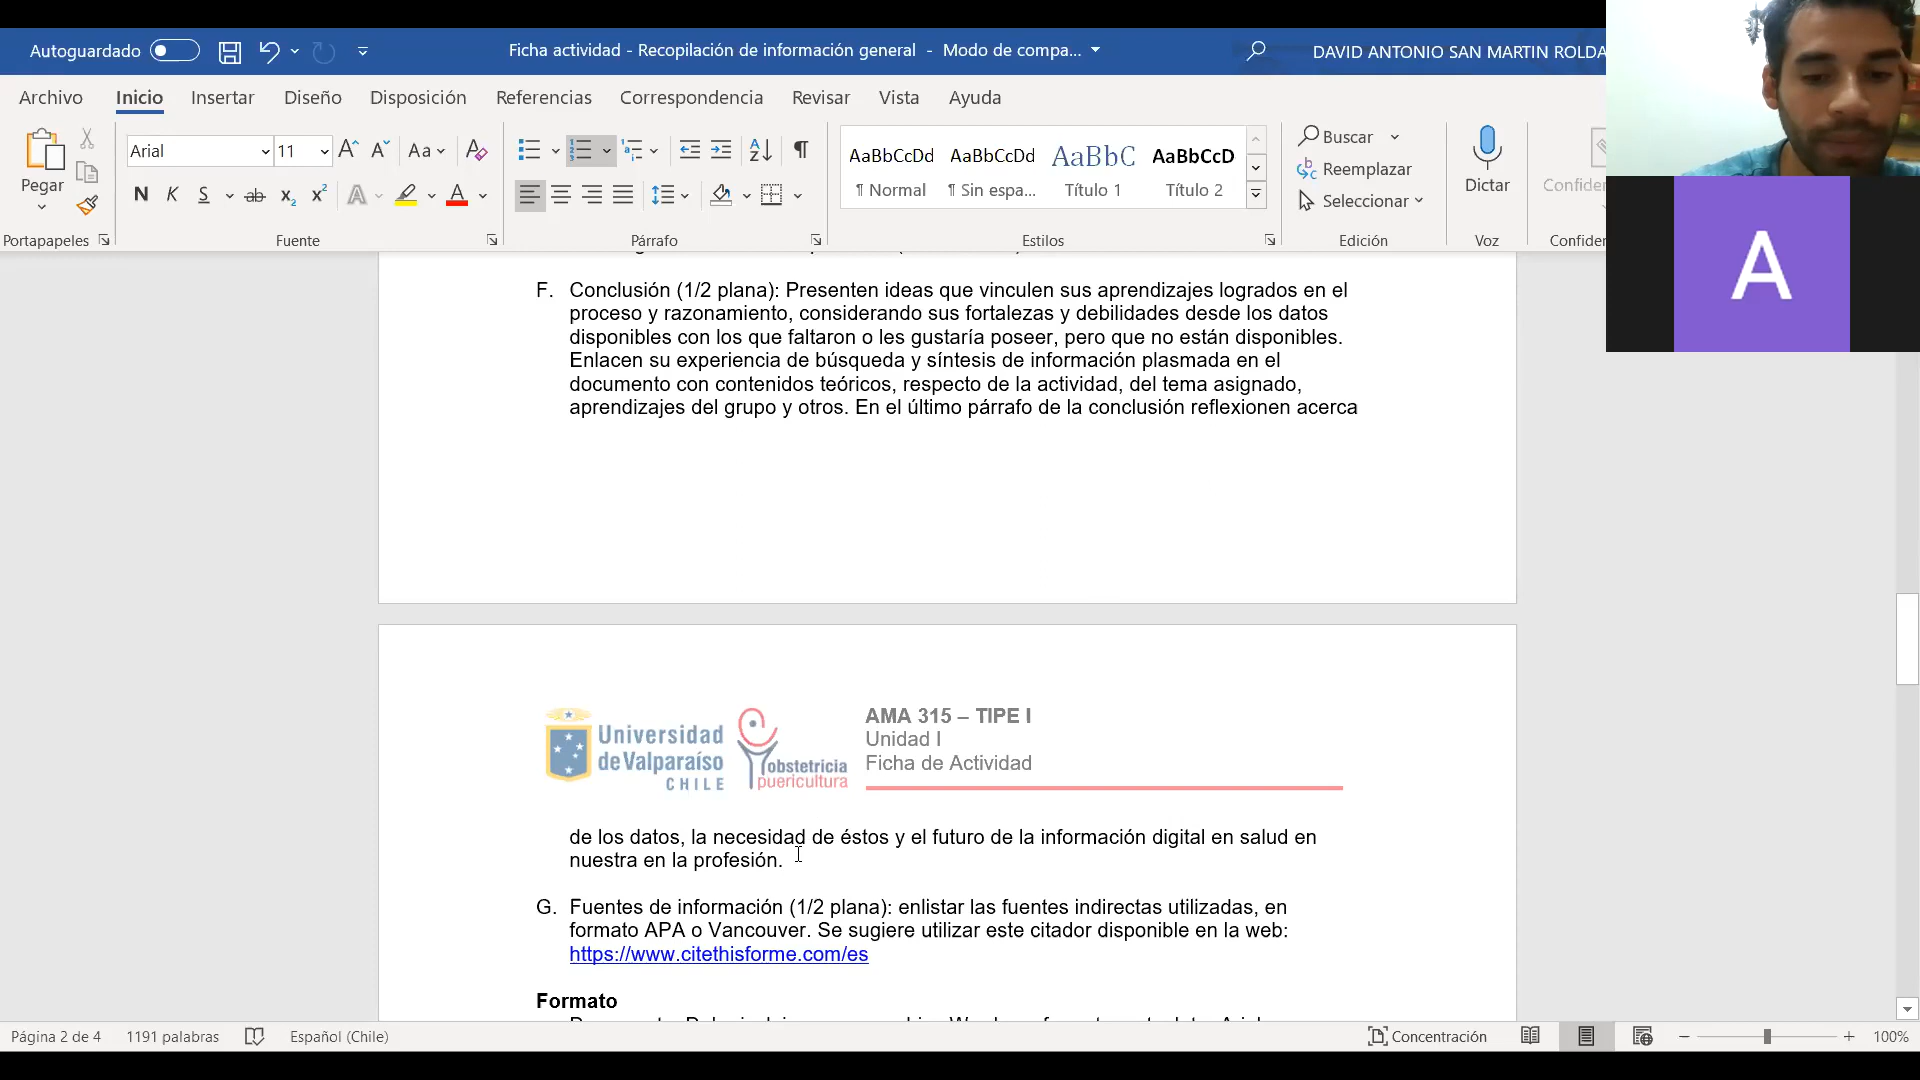 Autoguardado
Ficha actividad - Recopilación de información general - Modo de compa...
DAVID ANTONIO SAN MARTIN ROLDA
Archivo Inicio Insertar Diseño Disposición Referencias Correspondencia Revisar Vista Ayuda
Pegar
Portapapeles
Arial 11
Aa
N K S ab x₂ x² A A
Fuente
Párrafo
AaBbCcDd AaBbCcDd AaBbC AaBbCcD
¶ Normal ¶ Sin espa... Título 1 Título 2
Estilos
Buscar
Reemplazar
Seleccionar
Edición
Dictar
Voz
Confider
Confider
A
F. Conclusión (1/2 plana): Presenten ideas que vinculen sus aprendizajes logrados en el
proceso y razonamiento, considerando sus fortalezas y debilidades desde los datos
disponibles con los que faltaron o les gustaría poseer, pero que no están disponibles.
Enlacen su experiencia de búsqueda y síntesis de información plasmada en el
documento con contenidos teóricos, respecto de la actividad, del tema asignado,
aprendizajes del grupo y otros. En el último párrafo de la conclusión reflexionen acerca
Universidad
de Valparaíso
CHILE
obstetricia
puericultura
AMA 315 – TIPE I
Unidad I
Ficha de Actividad
de los datos, la necesidad de éstos y el futuro de la información digital en salud en
nuestra en la profesión.
G. Fuentes de información (1/2 plana): enlistar las fuentes indirectas utilizadas, en
formato APA o Vancouver. Se sugiere utilizar este citador disponible en la web:
https://www.citethisforme.com/es
Formato
Página 2 de 4 1191 palabras Español (Chile)
Concentración
100%